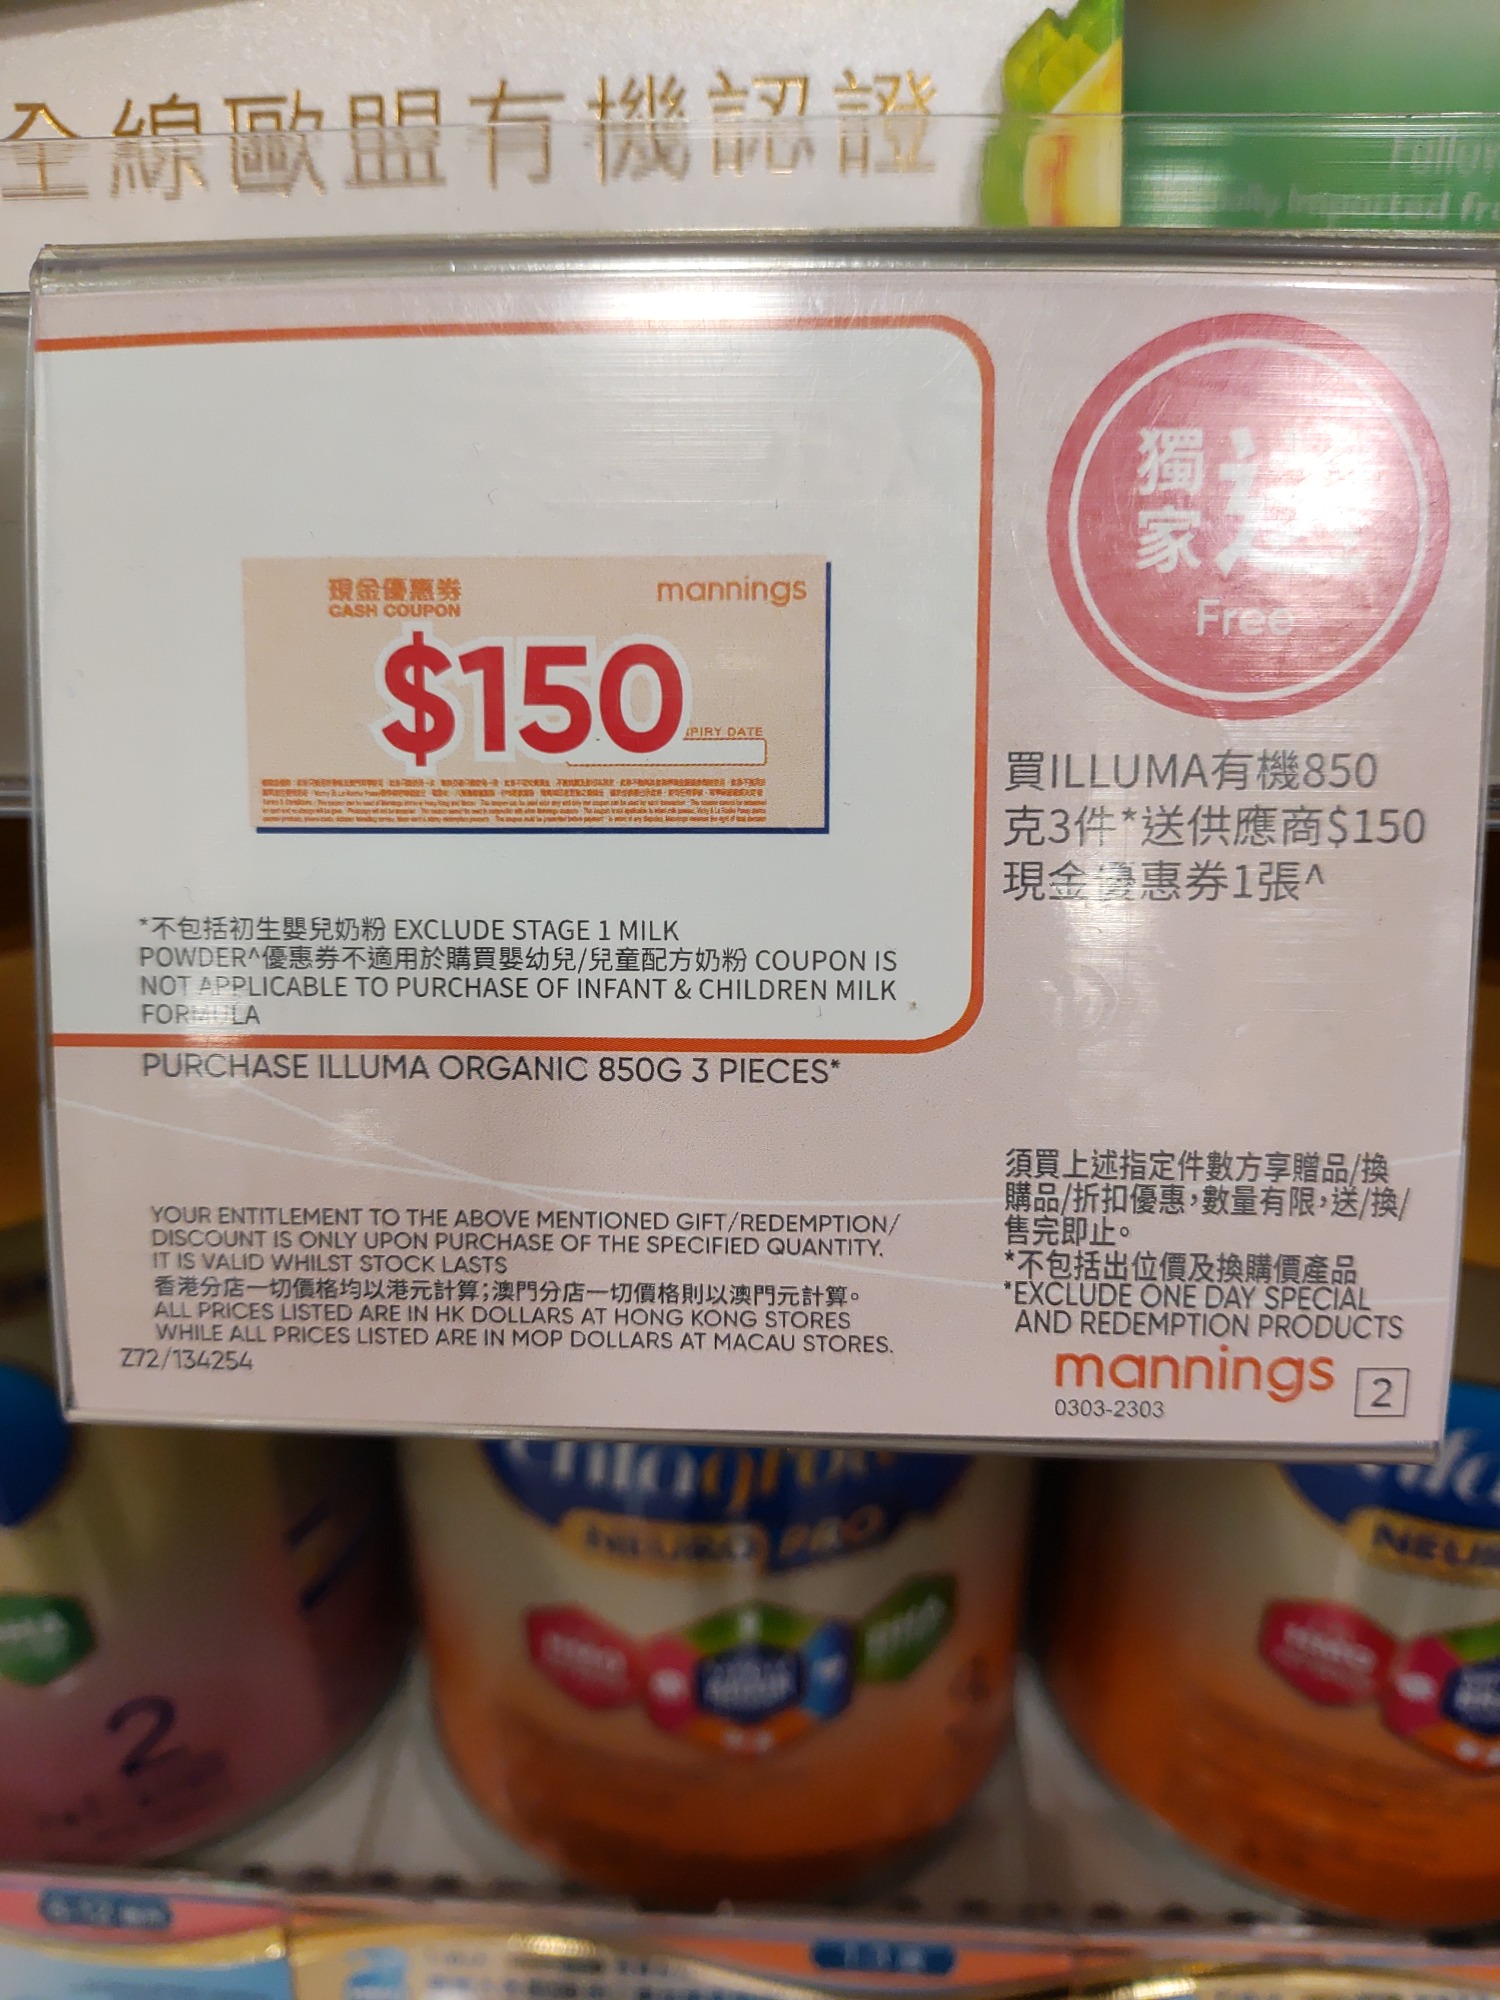 全線歐盟有機認證
獨家送
Free
現金優惠券
CASH COUPON
mannings
$150
PIRY DATE
買ILLUMA有機850
克3件*送供應商$150
現金優惠券1張^
*不包括初生嬰兒奶粉 EXCLUDE STAGE 1 MILK
POWDER^優惠券不適用於購買嬰幼兒/兒童配方奶粉 COUPON IS
NOT APPLICABLE TO PURCHASE OF INFANT & CHILDREN MILK
FORMULA
PURCHASE ILLUMA ORGANIC 850G 3 PIECES*
YOUR ENTITLEMENT TO THE ABOVE MENTIONED GIFT/REDEMPTION/
DISCOUNT IS ONLY UPON PURCHASE OF THE SPECIFIED QUANTITY.
IT IS VALID WHILST STOCK LASTS
香港分店一切價格均以港元計算;澳門分店一切價格則以澳門元計算。
ALL PRICES LISTED ARE IN HK DOLLARS AT HONG KONG STORES
WHILE ALL PRICES LISTED ARE IN MOP DOLLARS AT MACAU STORES.
Z72/134254
須買上述指定件數方享贈品/換
購品/折扣優惠,數量有限,送/換/
售完即止。
*不包括出位價及換購價產品
*EXCLUDE ONE DAY SPECIAL
AND REDEMPTION PRODUCTS
mannings
0303-2303
2
NEURO PRO
2
4